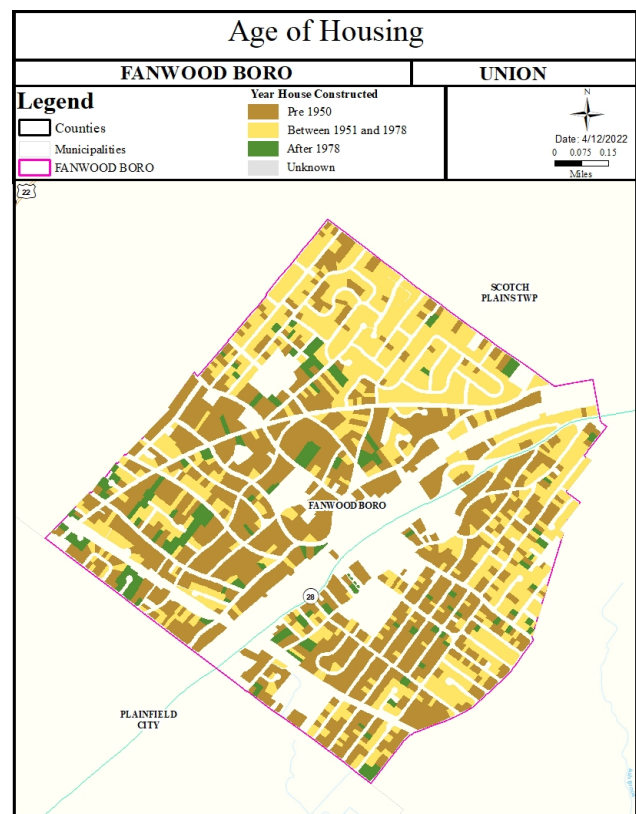 Age of Housing
FANWOOD BORO
UNION
Legend
Counties
Municipalities
FANWOOD BORO
Year House Constructed
Pre 1950
Between 1951 and 1978
After 1978
Unknown
N
Date: 4/12/2022
0 0.075 0.15
Miles
22
SCOTCH
PLAINS TWP
FANWOOD BORO
28
PLAINFIELD
CITY